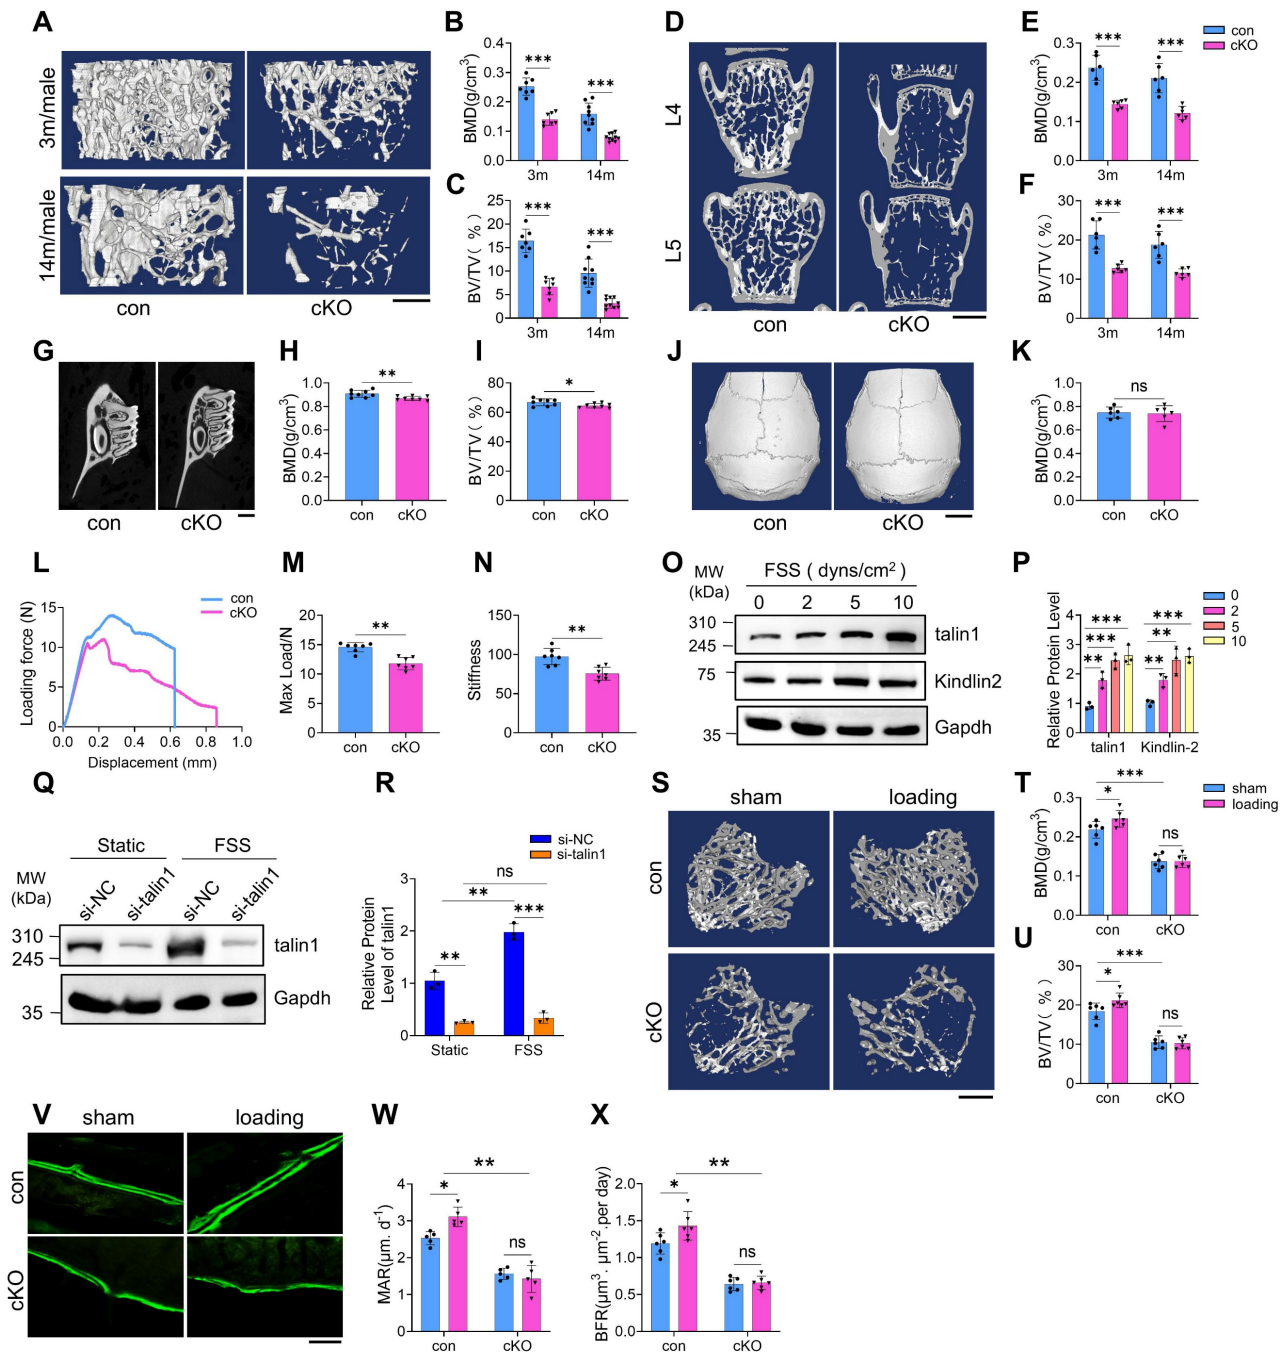 A
3m/male
14m/male
con
cKO
B
BMD(g/cm3)
0.4
0.3
0.2
0.1
0.0
***
***
3m
14m
C
BV/TV( %)
25
20
15
10
5
0
***
***
3m
14m
D
L4
L5
con
cKO
E
con
cKO
BMD(g/cm3)
0.3
0.2
0.1
0.0
***
***
3m
14m
F
BV/TV( %)
30
20
10
0
***
***
3m
14m
G
con
cKO
H
BMD(g/cm3)
1.0
0.8
0.6
0.4
0.2
0.0
**
con
cKO
I
BV/TV( %)
80
60
40
20
0
*
con
cKO
J
con
cKO
K
BMD(g/cm3)
1.0
0.8
0.6
0.4
0.2
0.0
ns
con
cKO
L
con
cKO
Loading force (N)
15
10
5
0
0.0 0.2 0.4 0.6 0.8 1.0
Displacement (mm)
M
Max Load/N
20
15
10
5
0
**
con
cKO
N
Stiffness
150
100
50
0
**
con
cKO
O
MW
(kDa)
FSS ( dyns/cm2 )
0 2 5 10
310
245
talin1
75
Kindlin2
35
Gapdh
P
0
2
5
10
Relative Protein Level
4
3
2
1
0
***
***
**
***
**
**
talin1
Kindlin-2
Q
Static
FSS
MW
(kDa)
si-NC
si-talin1
si-NC
si-talin1
310
245
talin1
35
Gapdh
R
si-NC
si-talin1
Relative Protein
Level of talin1
3
2
1
0
ns
**
***
**
Static
FSS
S
sham
loading
con
cKO
T
sham
loading
BMD(g/cm3)
0.3
0.2
0.1
0.0
***
*
ns
con
cKO
U
BV/TV( %)
30
20
10
0
***
*
ns
con
cKO
V
sham
loading
con
cKO
W
MAR(μm. d-1)
4
3
2
1
0
**
*
ns
con
cKO
X
BFR(μm3. μm-2.per day)
2.0
1.5
1.0
0.5
0.0
**
*
ns
con
cKO